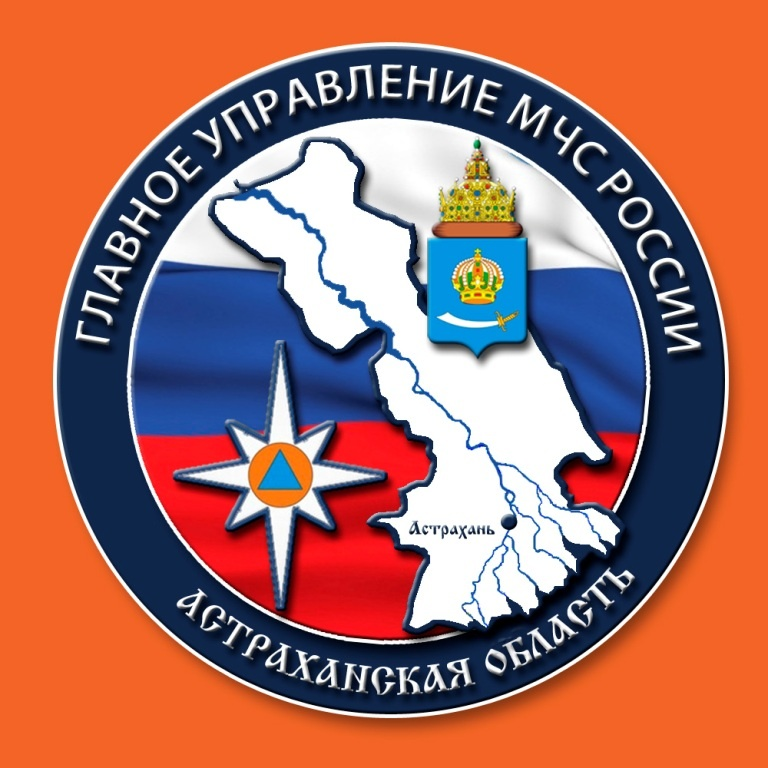 ГЛАВНОЕ УПРАВЛЕНИЕ МЧС РОССИИ
Астрахань
АСТРАХАНСКАЯ ОБЛАСТЬ